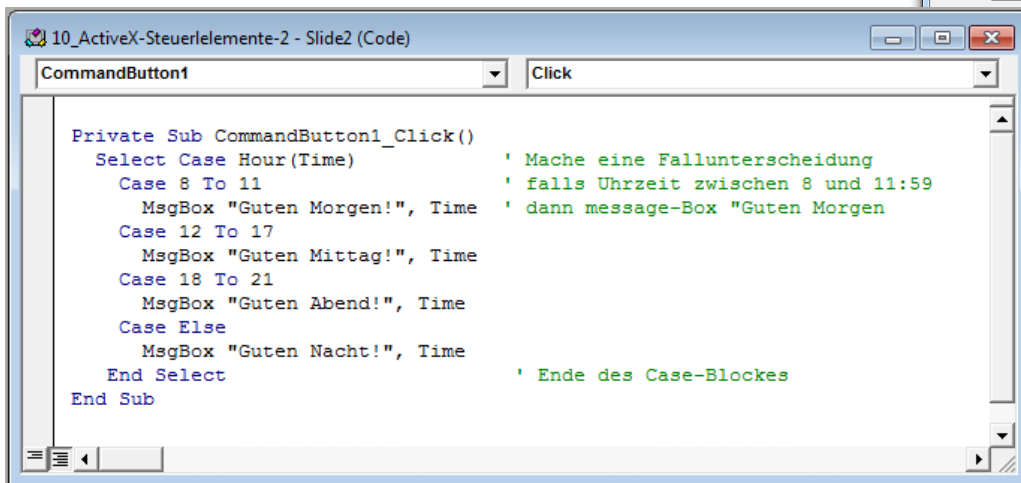 10_ActiveX-Steuerlelemente-2 - Slide2 (Code)
CommandButton1 Click
Private Sub CommandButton1_Click()
Select Case Hour(Time) ' Mache eine Fallunterscheidung
Case 8 To 11 ' falls Uhrzeit zwischen 8 und 11:59
MsgBox "Guten Morgen!", Time ' dann message-Box "Guten Morgen
Case 12 To 17
MsgBox "Guten Mittag!", Time
Case 18 To 21
MsgBox "Guten Abend!", Time
Case Else
MsgBox "Guten Nacht!", Time
End Select ' Ende des Case-Blockes
End Sub